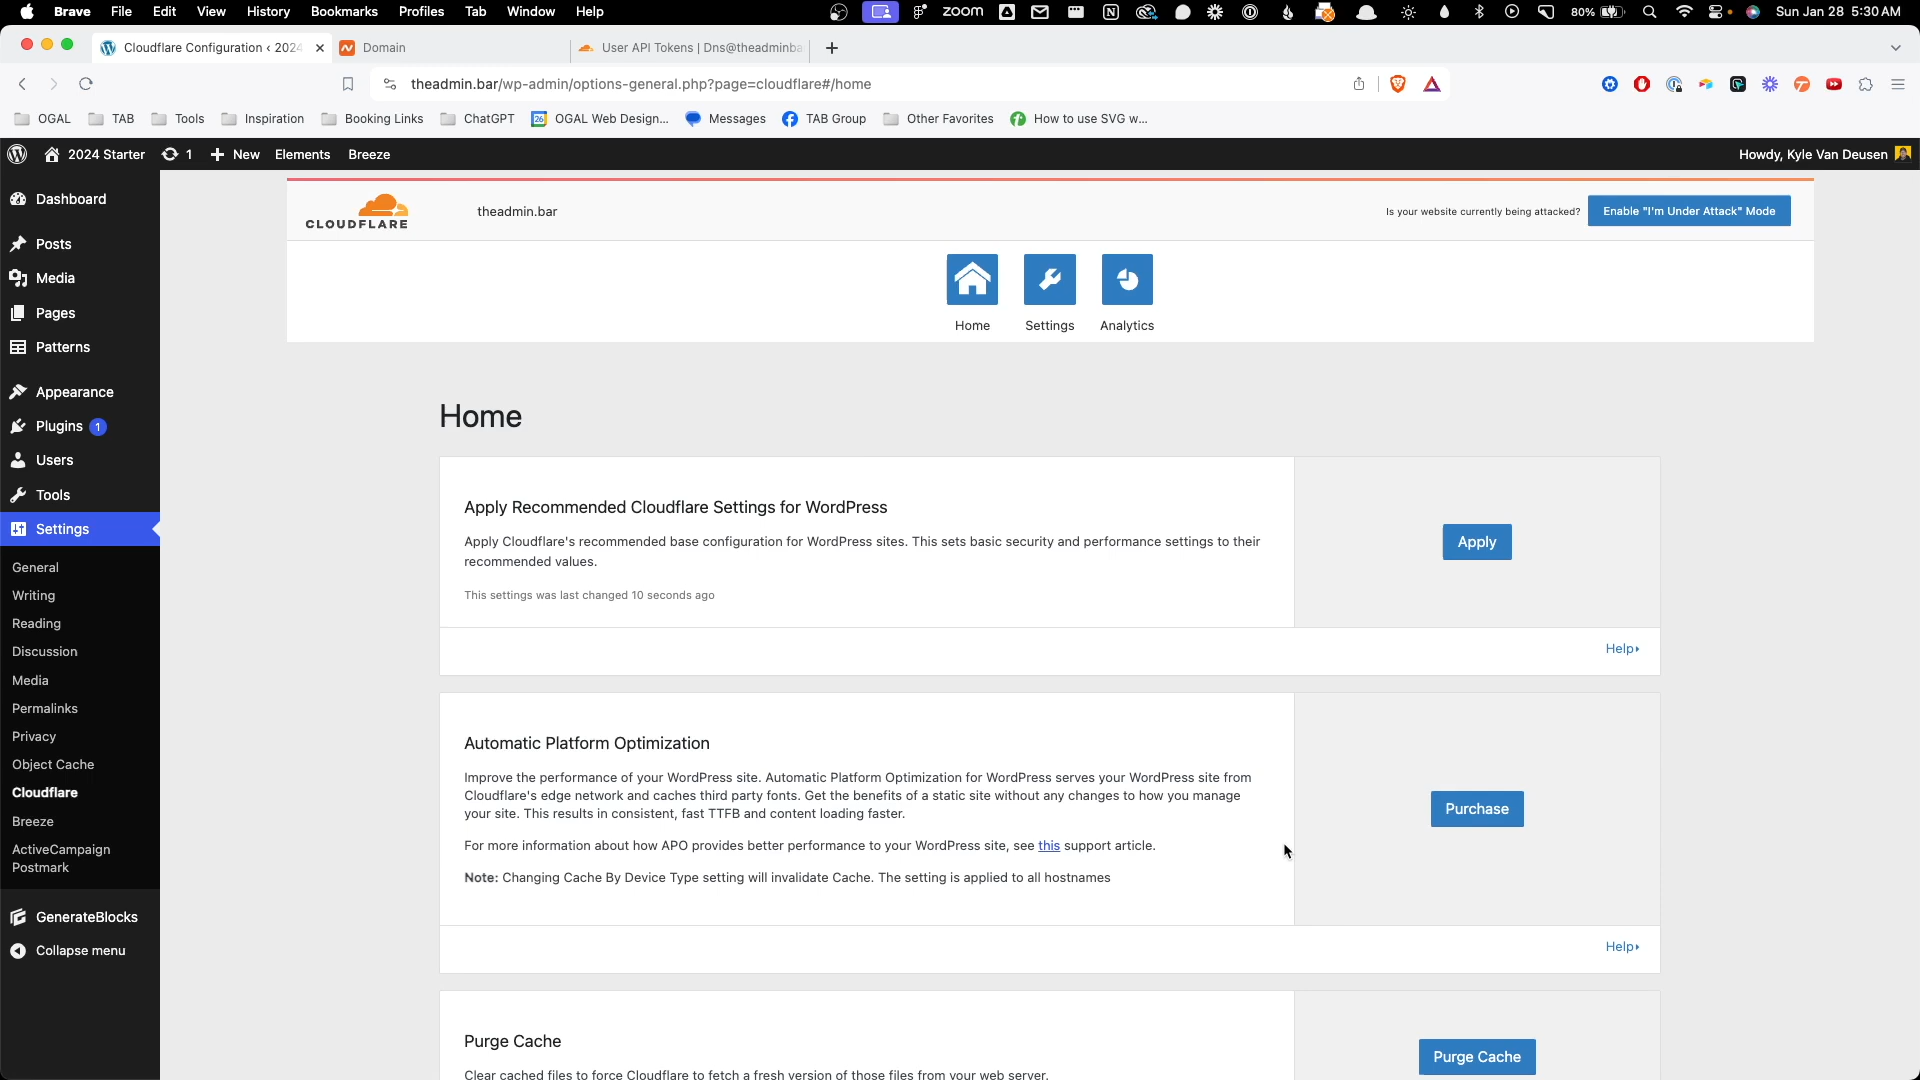 Brave File Edit View History Bookmarks Profiles Tab Window Help zoom 80% Sun Jan 28 5:30 AM
Cloudflare Configuration ‹ 2024 Domain User API Tokens | Dns@theadminba
theadmin.bar/wp-admin/options-general.php?page=cloudflare#/home
OGAL TAB Tools Inspiration Booking Links ChatGPT OGAL Web Design... Messages TAB Group Other Favorites How to use SVG w...
2024 Starter 1 New Elements Breeze Howdy, Kyle Van Deusen
Dashboard
Posts
Media
Pages
Patterns
Appearance
Plugins 1
Users
Tools
Settings
General
Writing
Reading
Discussion
Media
Permalinks
Privacy
Object Cache
Cloudflare
Breeze
ActiveCampaign
Postmark
GenerateBlocks
Collapse menu
CLOUDFLARE theadmin.bar Is your website currently being attacked? Enable "I'm Under Attack" Mode
Home Settings Analytics
Home
Apply Recommended Cloudflare Settings for WordPress
Apply Cloudflare's recommended base configuration for WordPress sites. This sets basic security and performance settings to their
recommended values.
This settings was last changed 10 seconds ago
Apply
Help
Automatic Platform Optimization
Improve the performance of your WordPress site. Automatic Platform Optimization for WordPress serves your WordPress site from
Cloudflare's edge network and caches third party fonts. Get the benefits of a static site without any changes to how you manage
your site. This results in consistent, fast TTFB and content loading faster.
For more information about how APO provides better performance to your WordPress site, see this support article.
Note: Changing Cache By Device Type setting will invalidate Cache. The setting is applied to all hostnames
Purchase
Help
Purge Cache
Clear cached files to force Cloudflare to fetch a fresh version of those files from your web server.
Purge Cache